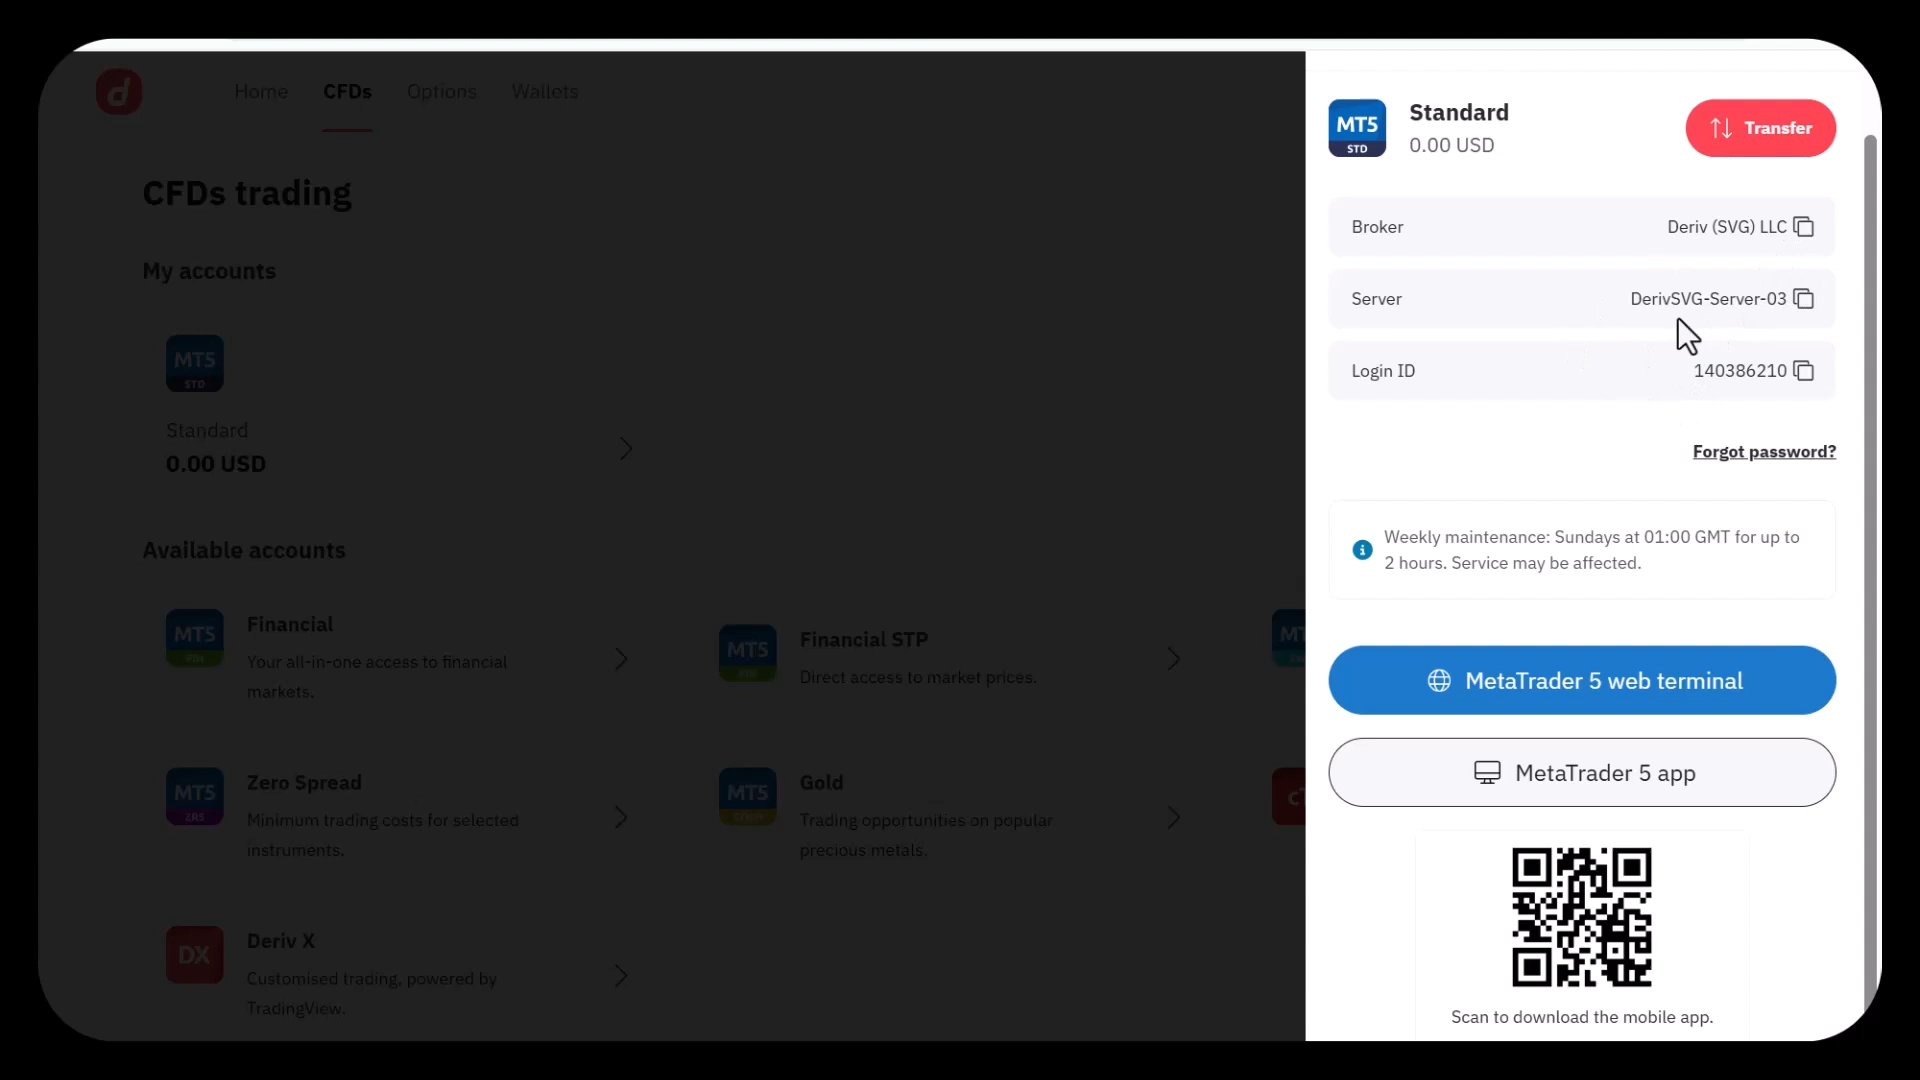 Home CFDs Options Wallets
CFDs trading
My accounts
MT5
STD
Standard
0.00 USD
Available accounts
MT5
FIN
Financial
Your all-in-one access to financial
markets.
MT5
Financial STP
Direct access to market prices.
MT
MT5
ZRS
Zero Spread
Minimum trading costs for selected
instruments.
MT5
Gold
Trading opportunities on popular
precious metals.
cT
DX
Deriv X
Customised trading, powered by
TradingView.
MT5
STD
Standard
0.00 USD
Transfer
Broker Deriv (SVG) LLC
Server DerivSVG-Server-03
Login ID 140386210
Forgot password?
Weekly maintenance: Sundays at 01:00 GMT for up to
2 hours. Service may be affected.
MetaTrader 5 web terminal
MetaTrader 5 app
Scan to download the mobile app.